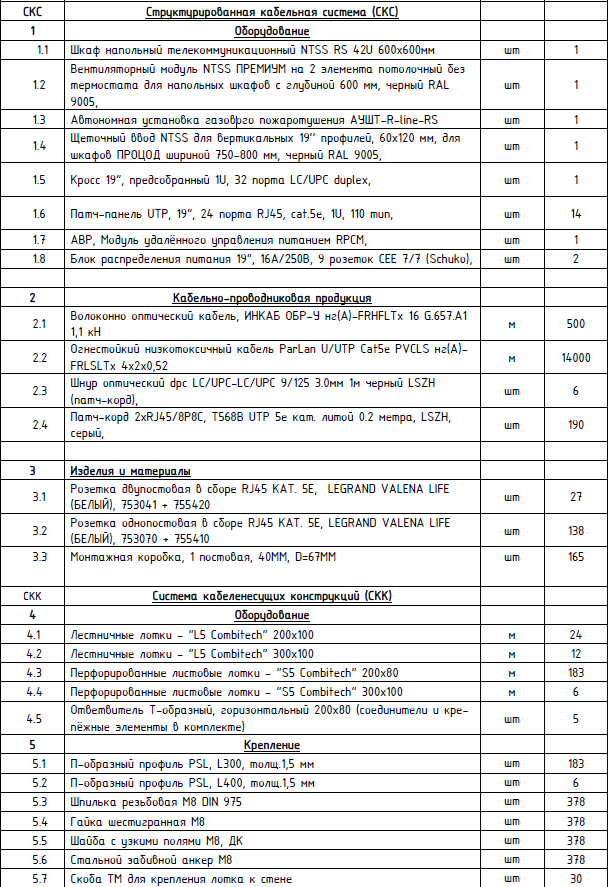 СКС Структурированная кабельная система (СКС)
1 Оборудование
1.1 Шкаф напольный телекоммуникационный NTSS RS 42U 600х600мм шт 1
Вентиляторный модуль NTSS ПРЕМИУМ на 2 элемента потолочный без
1.2 термостата для напольных шкафов с глубиной 600 мм, черный RAL шт 1
9005,
1.3 Автономная установка газового пожаротушения АУШТ-R-line-RS шт 1
1.4 Щеточный ввод NTSS для вертикальных 19’’ профилей, 60х120 мм, для шт 1
шкафов ПРОЦОД шириной 750-800 мм, черный RAL 9005,
1.5 Кросс 19”, предсобранный 1U, 32 порта LC/UPC duplex, шт 1
1.6 Патч-панель UTP, 19”, 24 порта RJ45, cat.5e, 1U, 110 тип, шт 14
1.7 АВР, Модуль удалённого управления питанием RPCM, шт 1
1.8 Блок распределения питания 19”, 16А/250В, 9 розеток CEE 7/7 (Schuko), шт 2
2 Кабельно-проводниковая продукция
2.1 Волоконно оптический кабель, ИНКАБ ОБР-У нг(А)-FRHFLTx 16 G.657.A1 м 500
1,1 кН
2.2 Огнестойкий низкотоксичный кабель ParLan U/UTP Cat5e PVCLS нг(А)- м 14000
FRLSLTx 4х2х0,52
2.3 Шнур оптический dpc LC/UPC-LC/UPC 9/125 3.0мм 1м черный LSZH шт 6
(патч-корд),
2.4 Патч-корд 2хRJ45/8P8C, T568B UTP 5e кат. литой 0.2 метра, LSZH, шт 190
серый,
3 Изделия и материалы
3.1 Розетка двупостовая в сборе RJ45 КАТ. 5Е, LEGRAND VALENA LIFE шт 27
(БЕЛЫЙ), 753041 + 755420
3.2 Розетка однопостовая в сборе RJ45 КАТ. 5Е, LEGRAND VALENA LIFE шт 138
(БЕЛЫЙ), 753070 + 755410
3.3 Монтажная коробка, 1 постовая, 40ММ, D=67ММ шт 165
СКК Система кабеленесущих конструкций (СКК)
4 Оборудование
4.1 Лестничные лотки - “L5 Combitech” 200х100 м 24
4.2 Лестничные лотки - “L5 Combitech” 300х100 м 12
4.3 Перфорированные листовые лотки - “S5 Combitech” 200х80 м 183
4.4 Перфорированные листовые лотки - “S5 Combitech” 300х100 м 6
4.5 Ответвитель Т-образный, горизонтальный 200х80 (соединители и кре- шт 5
пёжные элементы в комплекте)
5 Крепление
5.1 П-образный профиль PSL, L300, толщ.1,5 мм шт 183
5.2 П-образный профиль PSL, L400, толщ.1,5 мм шт 6
5.3 Шпилька резьбовая М8 DIN 975 шт 378
5.4 Гайка шестигранная М8 шт 378
5.5 Шайба с узкими полями М8, ДК шт 378
5.6 Стальной забивной анкер М8 шт 378
5.7 Скоба ТМ для крепления лотка к стене шт 30